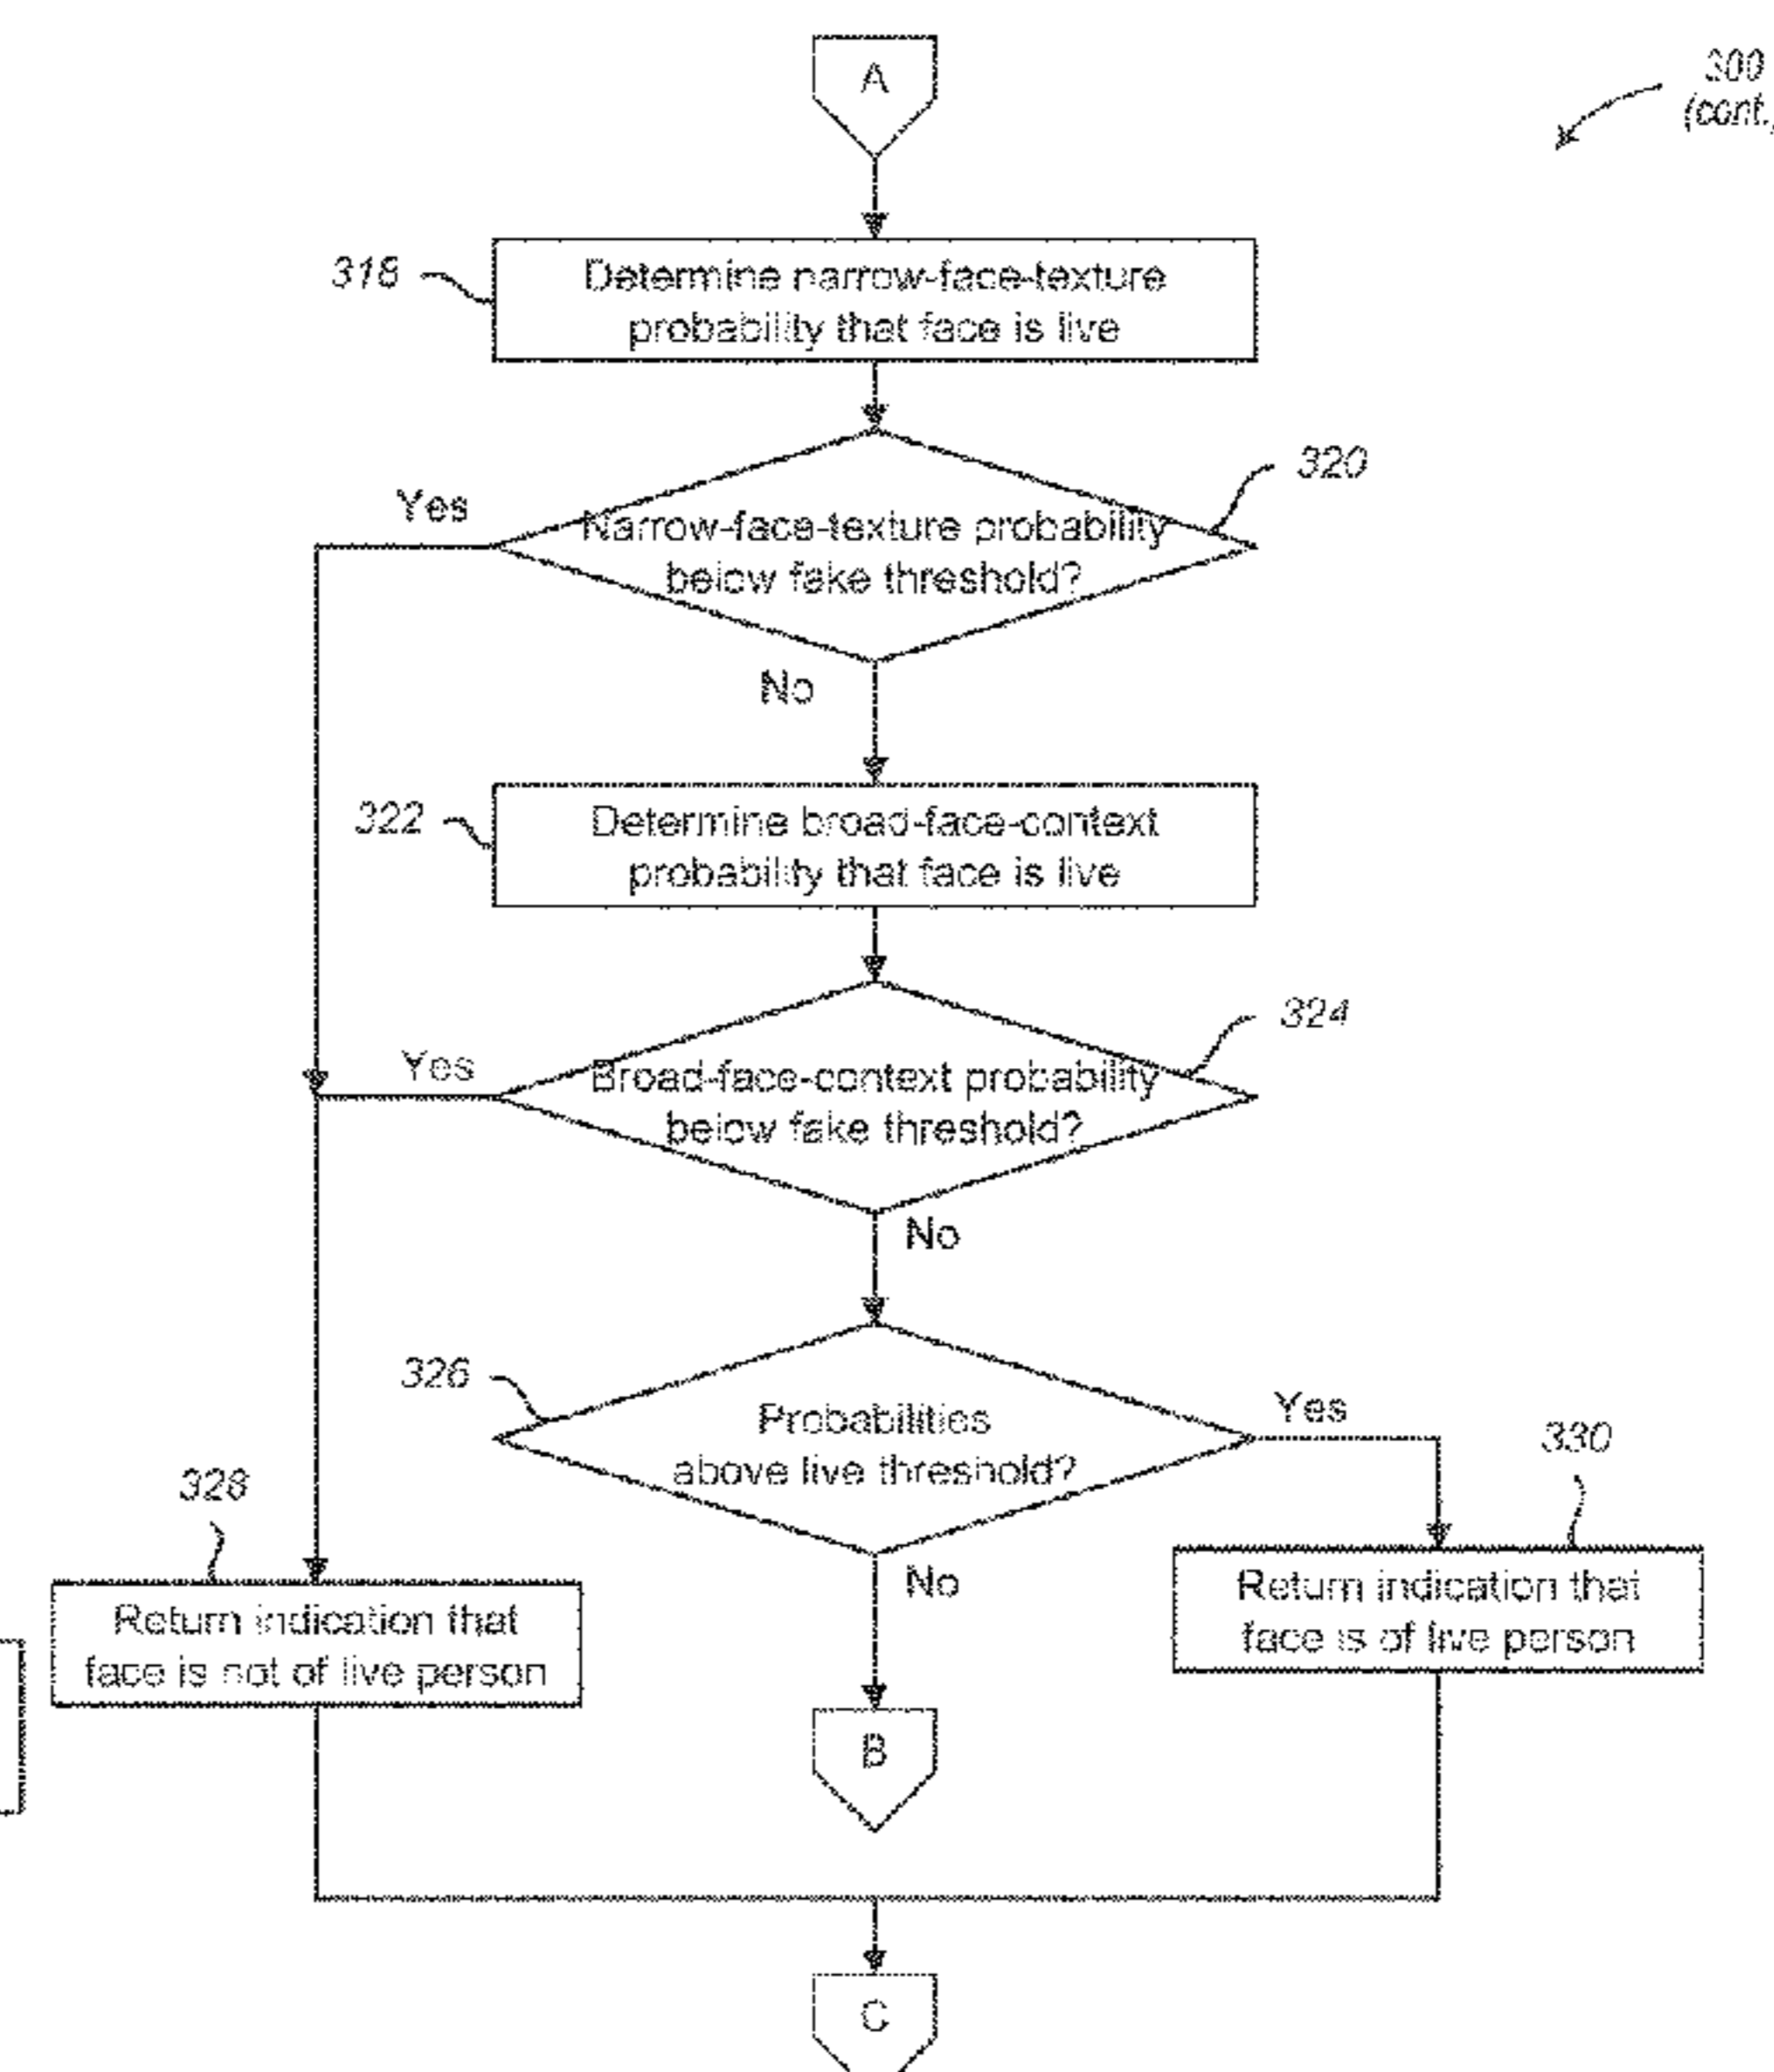 A
300
(cont.,
318
Determine narrow-face-texture
probability that face is live
320
Yes
Narrow-face-texture probability
below fake threshold?
No
322
Determine broad-face-context
probability that face is live
324
Yes
Broad-face-context probability
below fake threshold?
No
326
Probabilities
above live threshold?
Yes
330
328
No
Return indication that
face is of live person
Return indication that
face is not of live person
B
C